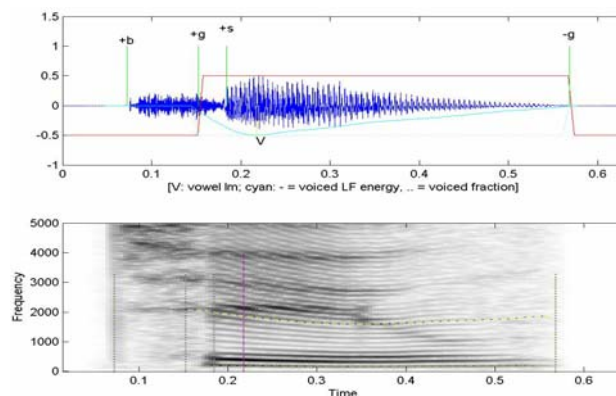 1.5
+b +g +s -g
1
0.5
0
-0.5
V
-1
0 0.1 0.2 0.3 0.4 0.5 0.6
[V: vowel lm; cyan: - = voiced LF energy, .. = voiced fraction]
5000
4000
3000
2000
1000
0
Frequency
0.1 0.2 0.3 0.4 0.5 0.6
Time